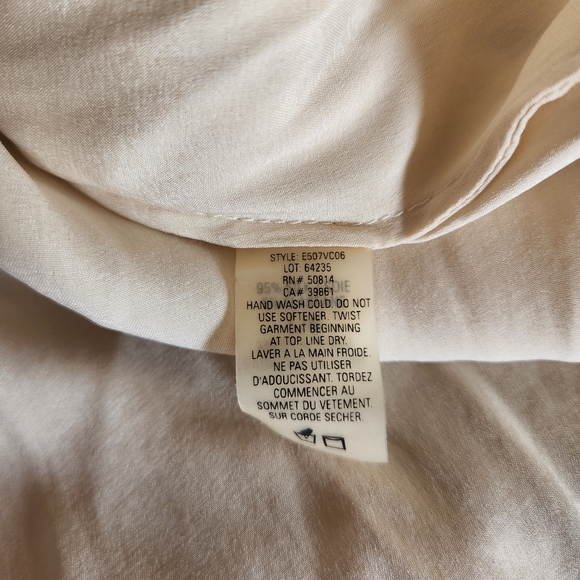 STYLE: E507VC06
LOT 64235
RN# 50814
CA# 39861
HAND WASH COLD. DO NOT
USE SOFTENER. TWIST
GARMENT BEGINNING
AT TOP. LINE DRY.
LAVER A LA MAIN FROIDE.
NE PAS UTILISER
D'ADOUCISSANT. TORDEZ
COMMENCER AU
SOMMET DU VETEMENT.
SUR CORDE SECHER.